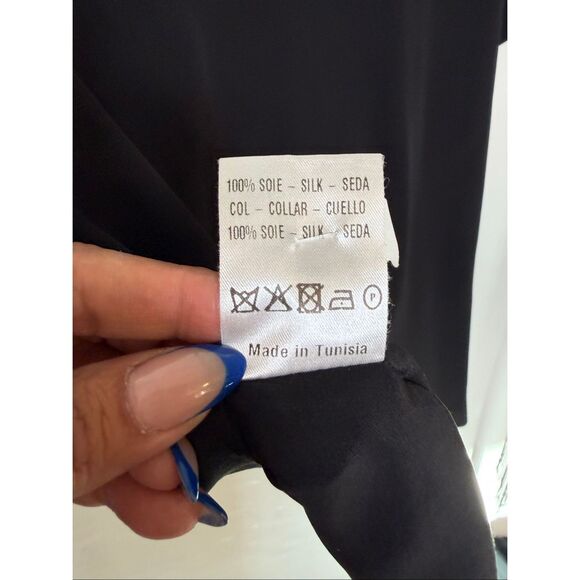 100% SOIE - SILK - SEDA
COL - COLLAR - CUELLO
100% SOIE - SILK - SEDA
P
Made in Tunisia